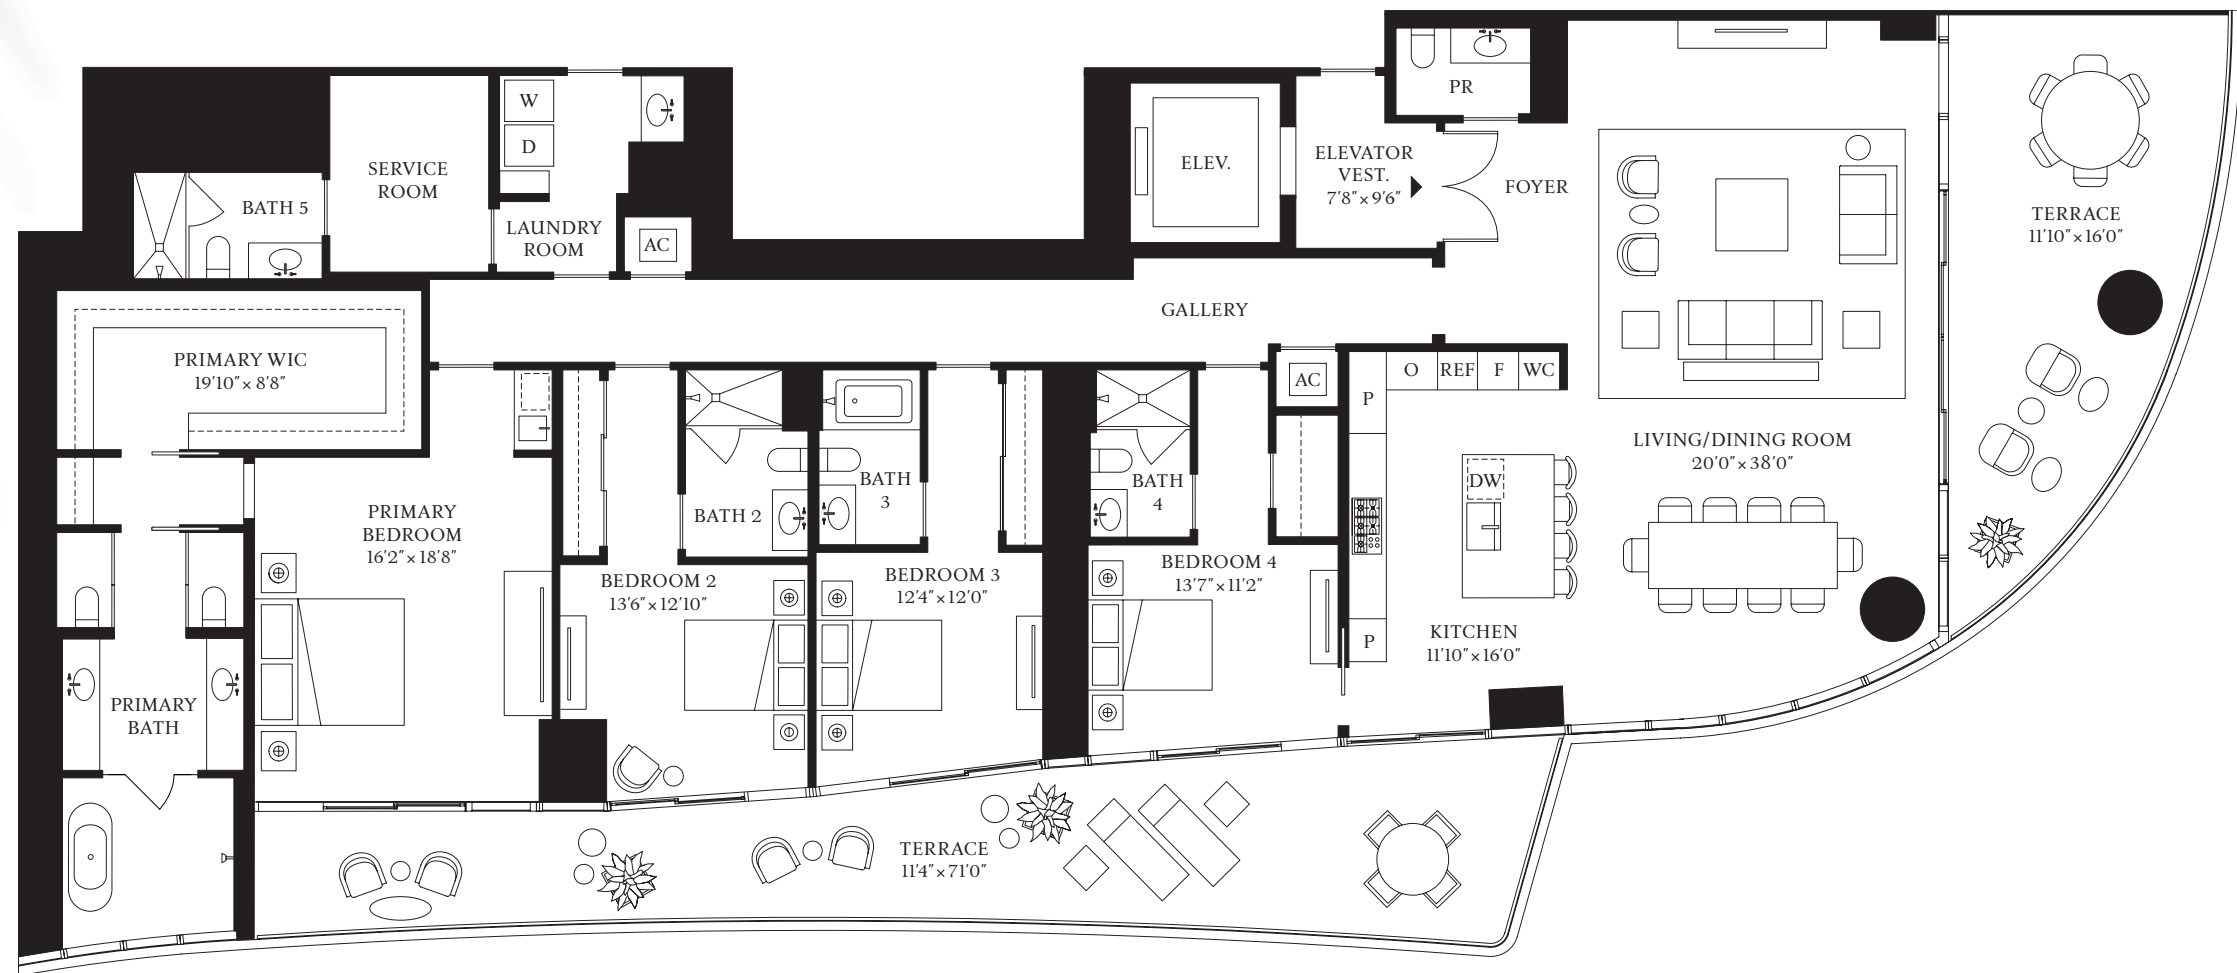 PR
W
D
SERVICE
ROOM
BATH 5
LAUNDRY
ROOM
AC
ELEV.
ELEVATOR
VEST.
7'8"×9'6"
FOYER
TERRACE
11'10"×16'0"
GALLERY
PRIMARY WIC
19'10"×8'8"
AC
P
O
REF
F
WC
LIVING/DINING ROOM
20'0"×38'0"
PRIMARY
BEDROOM
16'2"×18'8"
BATH 2
BATH
3
BATH
4
DW
BEDROOM 2
13'6"×12'10"
BEDROOM 3
12'4"×12'0"
BEDROOM 4
13'7"×11'2"
KITCHEN
11'10"×16'0"
P
PRIMARY
BATH
TERRACE
11'4"×71'0"